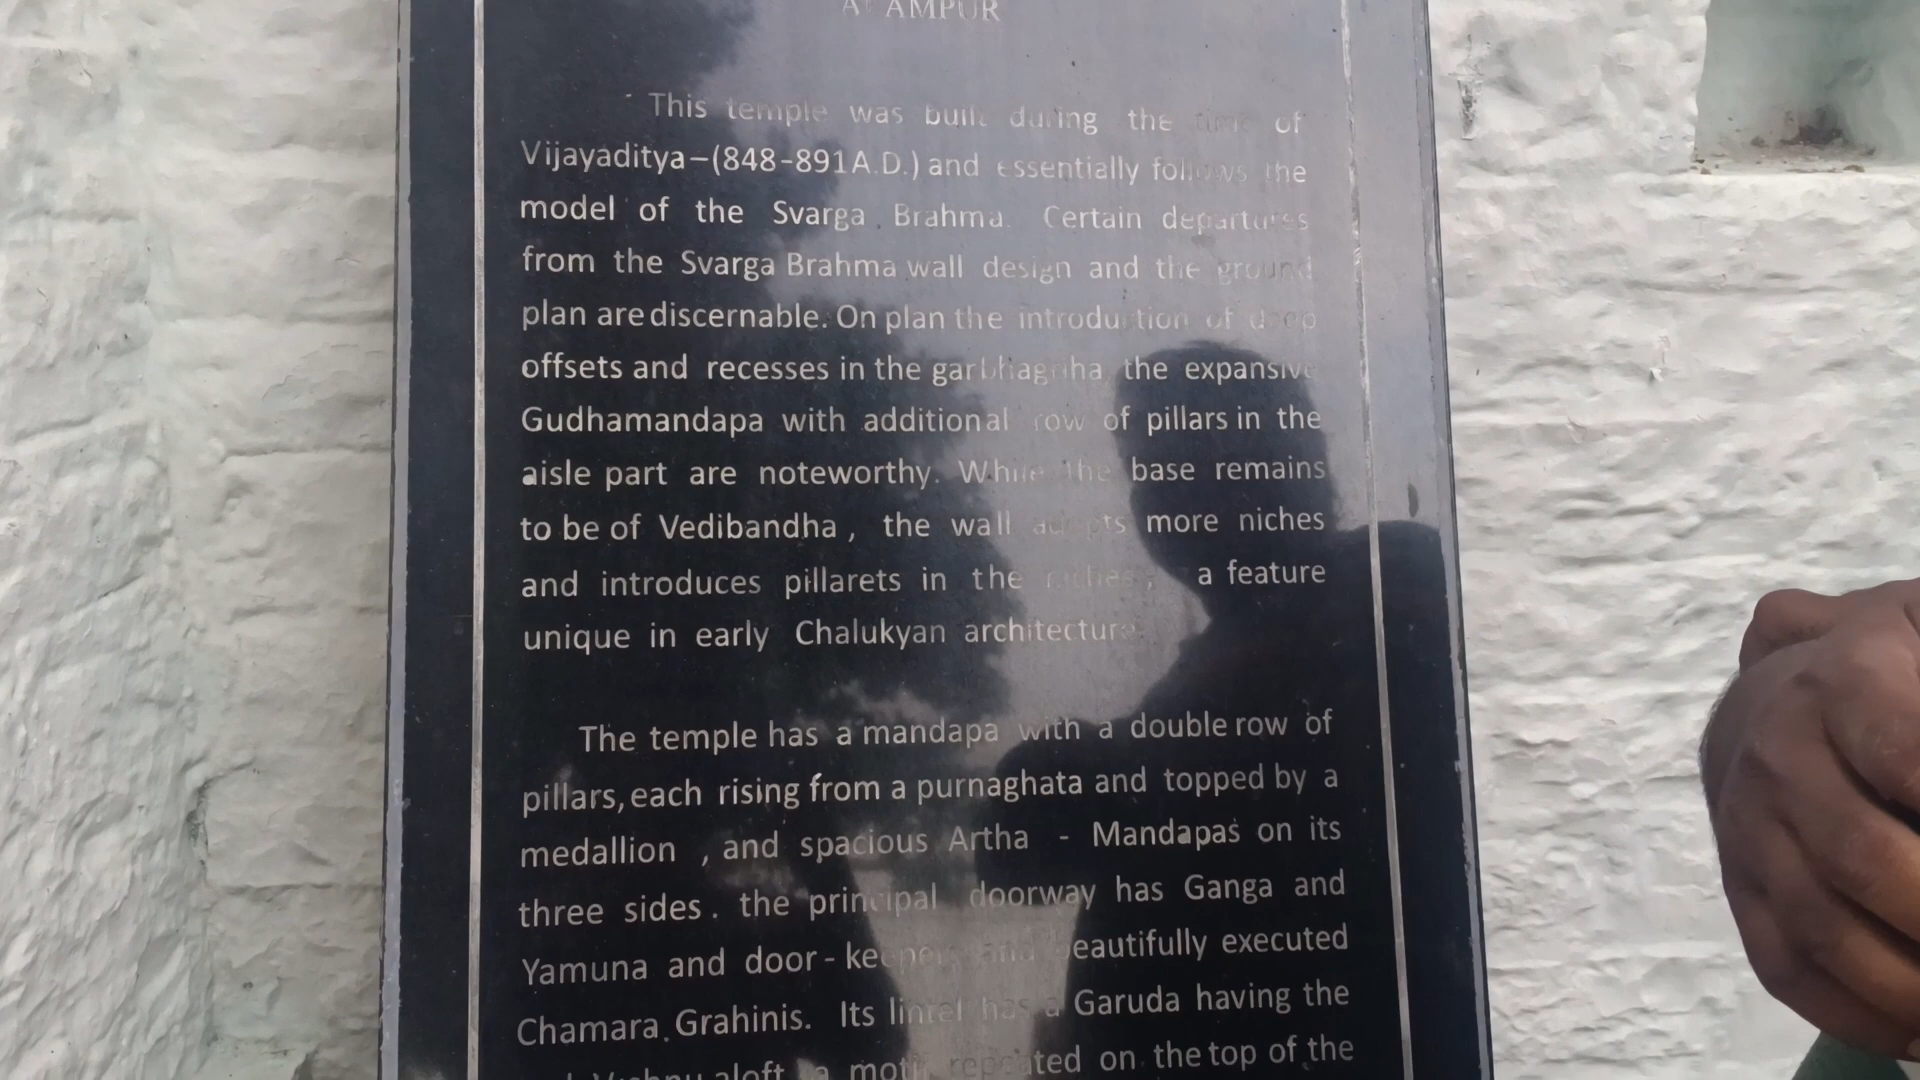 ALAMPUR
This temple was built during the time of
Vijayaditya–(848-891A.D.) and essentially follows the
model of the Svarga Brahma. Certain departures
from the Svarga Brahma wall design and the ground
plan are discernable. On plan the introduction of deep
offsets and recesses in the garbhagriha the expansive
Gudhamandapa with additional row of pillars in the
aisle part are noteworthy. While the base remains
to be of Vedibandha, the wall adopts more niches
and introduces pillarets in the niches, a feature
unique in early Chalukyan architecture.
The temple has a mandapa with a double row of
pillars, each rising from a purnaghata and topped by a
medallion , and spacious Artha - Mandapas on its
three sides. the principal doorway has Ganga and
Yamuna and door-keepers and beautifully executed
Chamara Grahinis. Its lintel has a Garuda having the
Vishnu aloft a motif repeated on the top of the